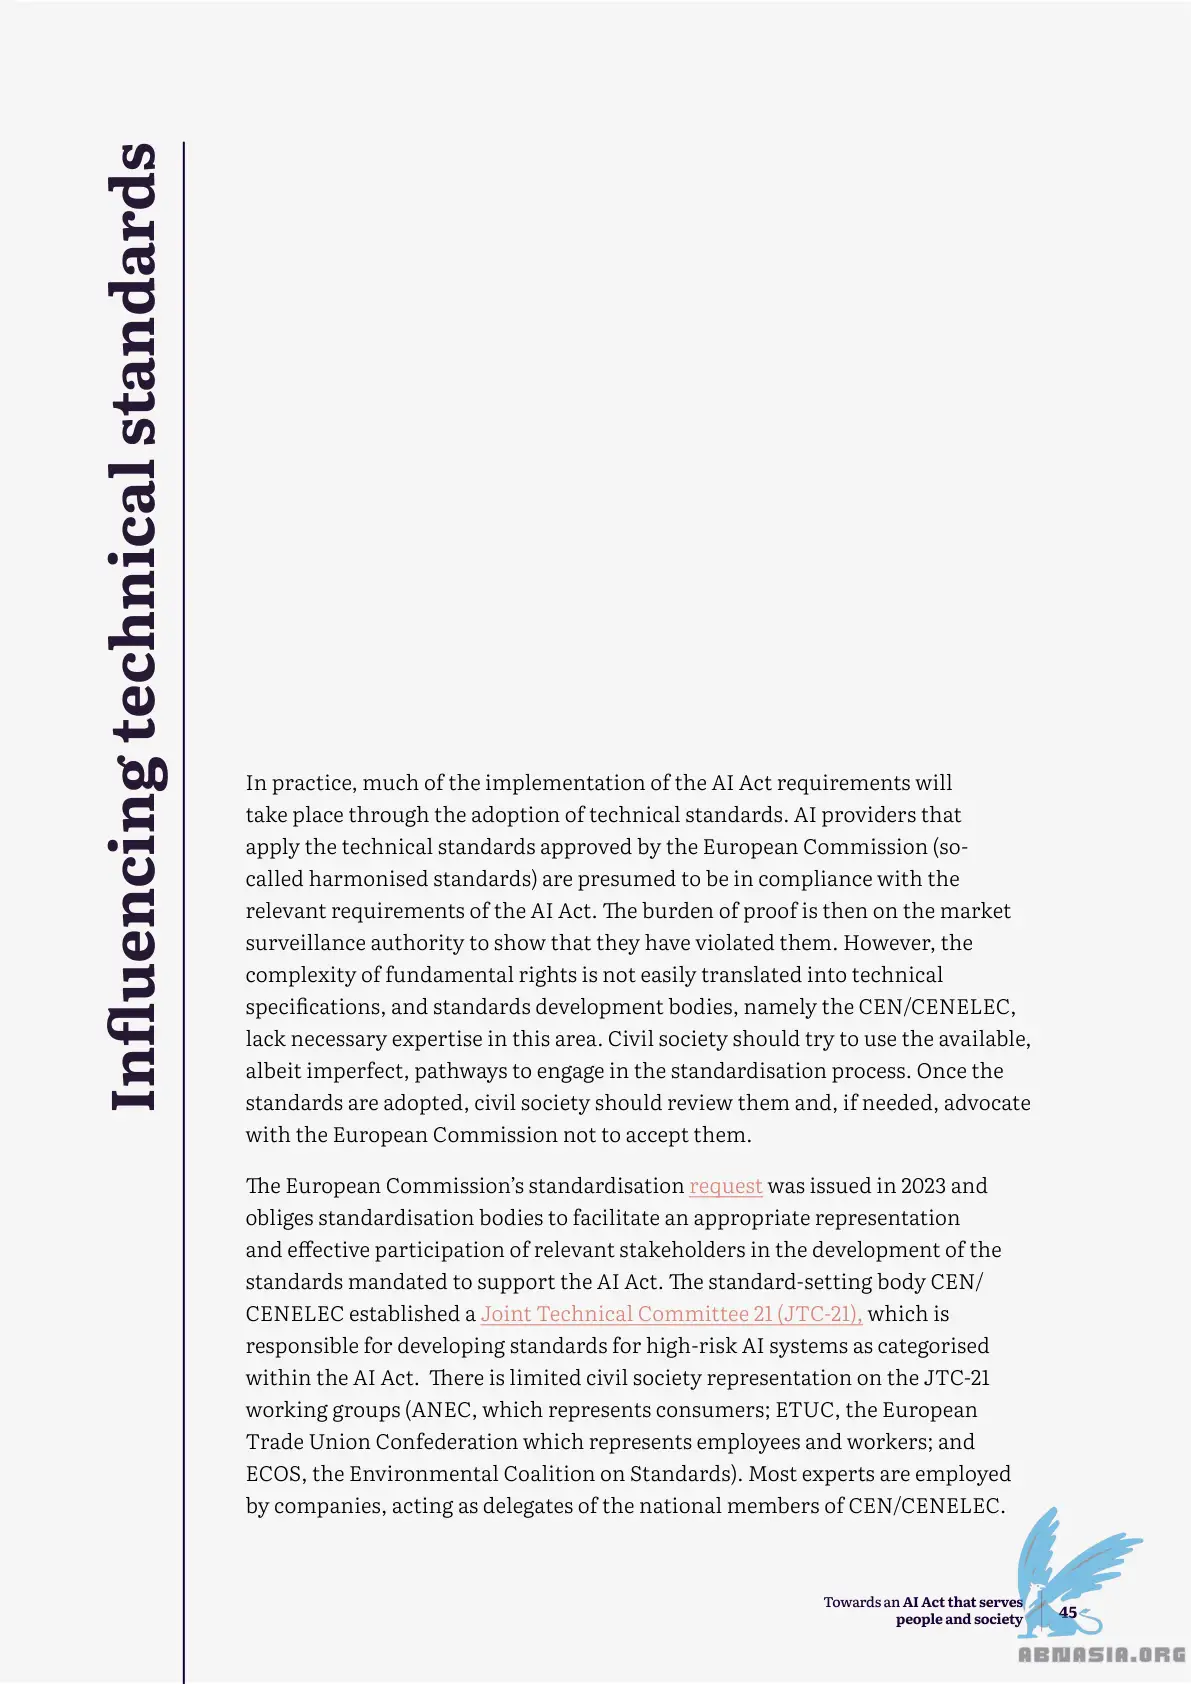 Influencing technical standards
In practice, much of the implementation of the AI Act requirements will
take place through the adoption of technical standards. AI providers that
apply the technical standards approved by the European Commission (so-
called harmonised standards) are presumed to be in compliance with the
relevant requirements of the AI Act. The burden of proof is then on the market
surveillance authority to show that they have violated them. However, the
complexity of fundamental rights is not easily translated into technical
specifications, and standards development bodies, namely the CEN/CENELEC,
lack necessary expertise in this area. Civil society should try to use the available,
albeit imperfect, pathways to engage in the standardisation process. Once the
standards are adopted, civil society should review them and, if needed, advocate
with the European Commission not to accept them.
The European Commission’s standardisation request was issued in 2023 and
obliges standardisation bodies to facilitate an appropriate representation
and effective participation of relevant stakeholders in the development of the
standards mandated to support the AI Act. The standard-setting body CEN/
CENELEC established a Joint Technical Committee 21 (JTC-21), which is
responsible for developing standards for high-risk AI systems as categorised
within the AI Act.  There is limited civil society representation on the JTC-21
working groups (ANEC, which represents consumers; ETUC, the European
Trade Union Confederation which represents employees and workers; and
ECOS, the Environmental Coalition on Standards). Most experts are employed
by companies, acting as delegates of the national members of CEN/CENELEC.
Towards an AI Act that serves
people and society
45
ABNASIA.ORG